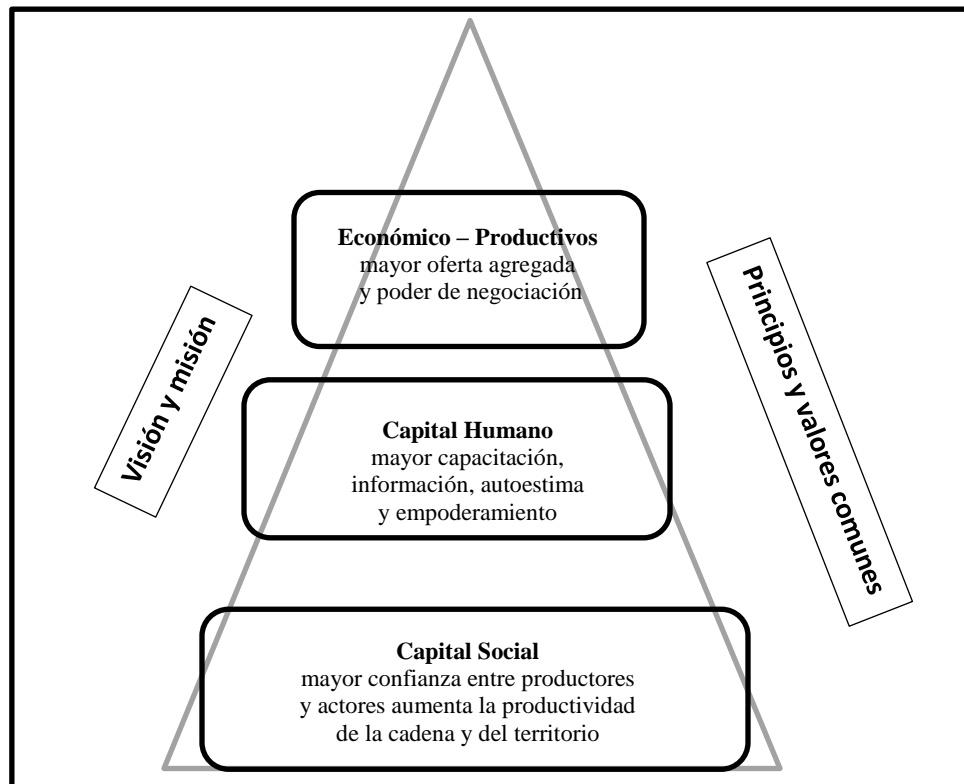 Económico – Productivos
mayor oferta agregada
y poder de negociación
Visión y misión
Principios y valores comunes
Capital Humano
mayor capacitación,
información, autoestima
y empoderamiento
Capital Social
mayor confianza entre productores
y actores aumenta la productividad
de la cadena y del territorio